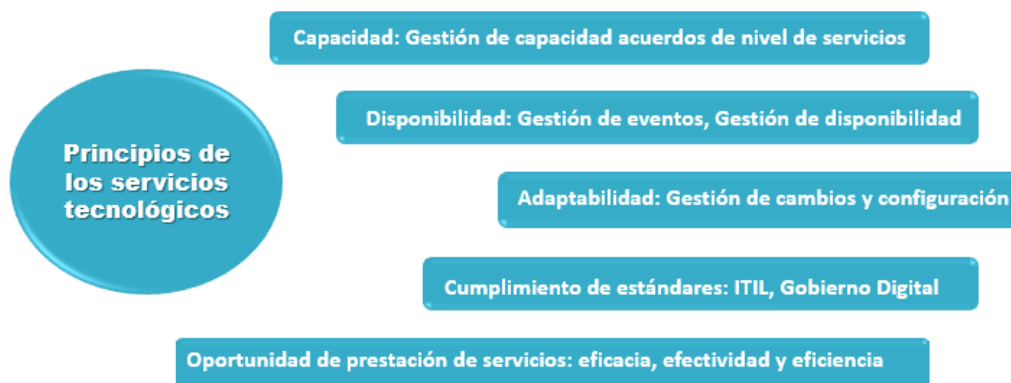 Capacidad: Gestión de capacidad acuerdos de nivel de servicios
Disponibilidad: Gestión de eventos, Gestión de disponibilidad
Principios de
los servicios
tecnológicos
Adaptabilidad: Gestión de cambios y configuración
Cumplimiento de estándares: ITIL, Gobierno Digital
Oportunidad de prestación de servicios: eficacia, efectividad y eficiencia